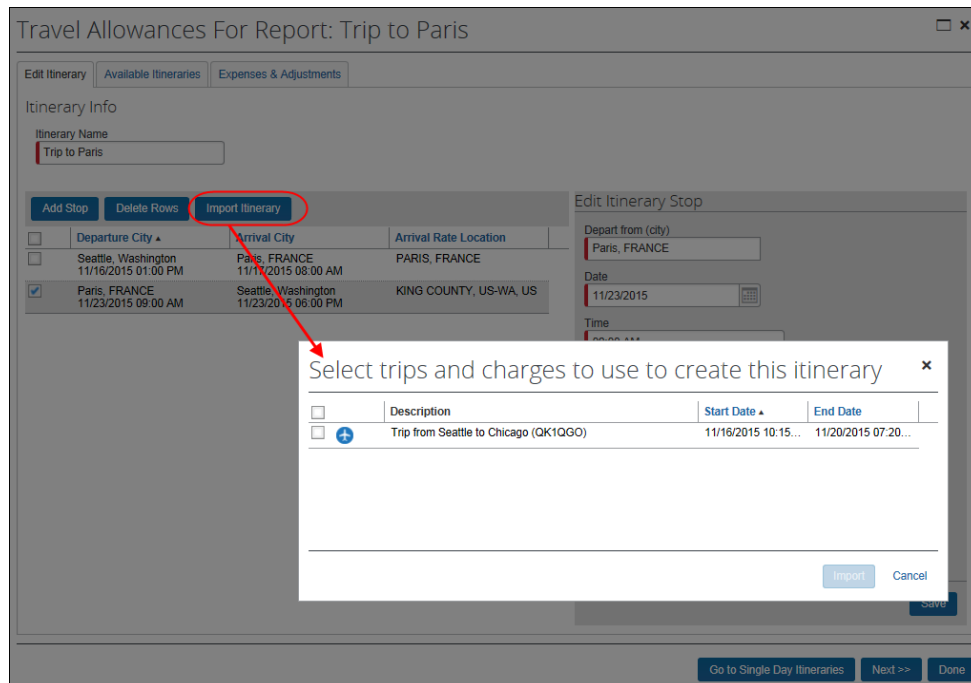 Travel Allowances For Report: Trip to Paris
Edit Itinerary
Available Itineraries
Expenses & Adjustments
Itinerary Info
Itinerary Name
Trip to Paris
Add Stop
Delete Rows
Import Itinerary
Departure City
Arrival City
Arrival Rate Location
Seattle, Washington
11/16/2015 01:00 PM
Paris, FRANCE
11/17/2015 08:00 AM
PARIS, FRANCE
Paris, FRANCE
11/23/2015 09:00 AM
Seattle, Washington
11/23/2015 06:00 PM
KING COUNTY, US-WA, US
Edit Itinerary Stop
Depart from (city)
Paris, FRANCE
Date
11/23/2015
Time
09:00 AM
Select trips and charges to use to create this itinerary
Description
Start Date
End Date
Trip from Seattle to Chicago (QK1QGO)
11/16/2015 10:15...
11/20/2015 07:20...
Import
Cancel
Save
Go to Single Day Itineraries
Next >>
Done